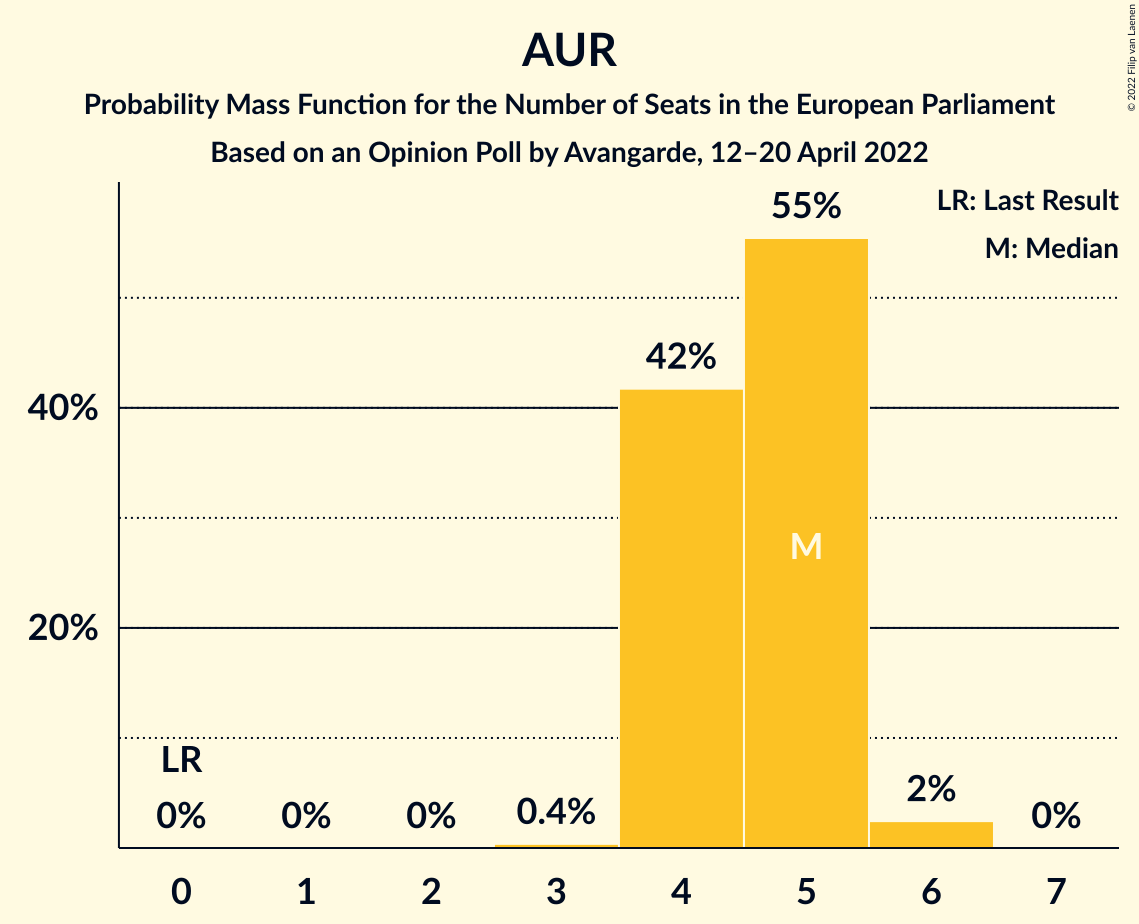 AUR
Probability Mass Function for the Number of Seats in the European Parliament
Based on an Opinion Poll by Avangarde, 12–20 April 2022
© 2022 Filip van Laenen
LR: Last Result
M: Median
55%
42%
40%
M
20%
LR
0%
0%
0%
0.4%
2%
0%
0
1
2
3
4
5
6
7